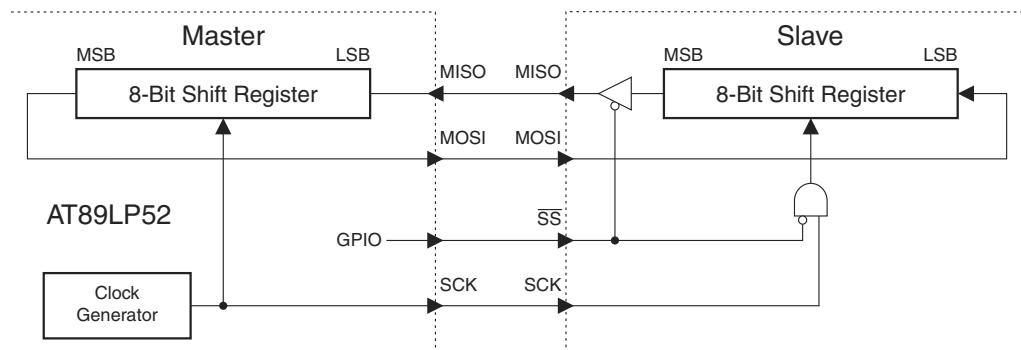 Master
Slave
MSB
LSB
MISO
MISO
MSB
LSB
8-Bit Shift Register
8-Bit Shift Register
MOSI
MOSI
AT89LP52
GPIO
SS
SCK
SCK
Clock
Generator